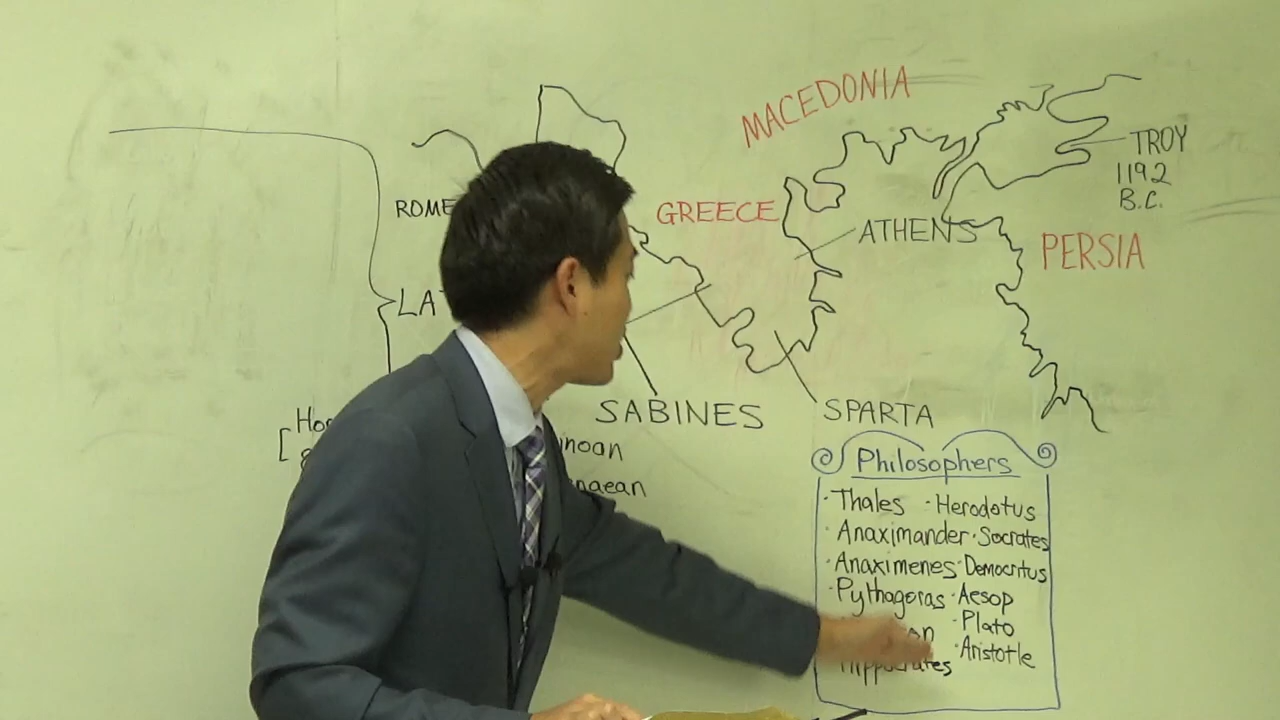 MACEDONIA
TROY
1192
B.C.
ROME
GREECE
ATHENS
PERSIA
SABINES
SPARTA
Philosophers
·Thales ·Herodotus
·Anaximander ·Socrates
·Anaximenes ·Democritus
·Pythagoras ·Aesop
·Plato
·Aristotle
Hippocrates